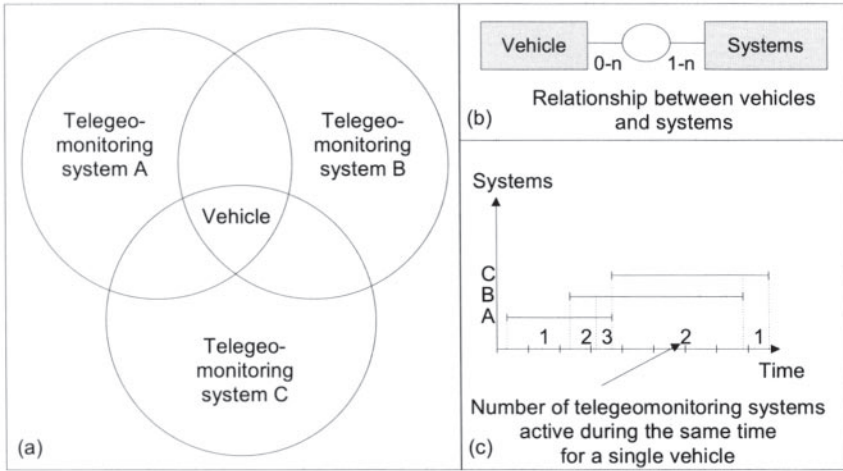 Telegeo-
monitoring
system A
Telegeo-
monitoring
system B
Vehicle
Telegeo-
monitoring
system C
(a)
Vehicle
Systems
0-n
1-n
Relationship between vehicles
and systems
(b)
Systems
C
B
A
1
2
3
2
1
Time
Number of telegeomonitoring systems
active during the same time
for a single vehicle
(c)